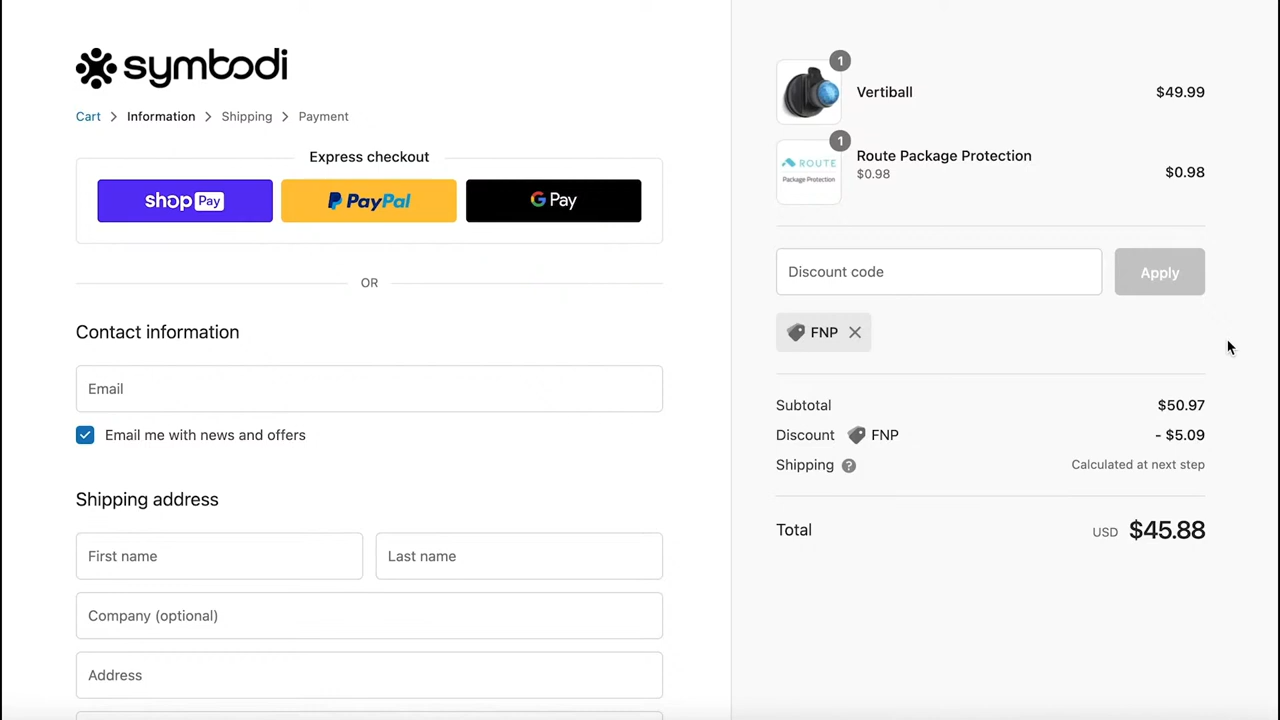 symbodi
Cart > Information > Shipping > Payment
Express checkout
shop Pay
PayPal
G Pay
OR
Contact information
Email
Email me with news and offers
Shipping address
First name Last name
Company (optional)
Address
1
Vertiball $49.99
1
ROUTE
Package Protection
Route Package Protection
$0.98
$0.98
Discount code Apply
FNP
Subtotal $50.97
Discount FNP - $5.09
Shipping ? Calculated at next step
Total USD $45.88